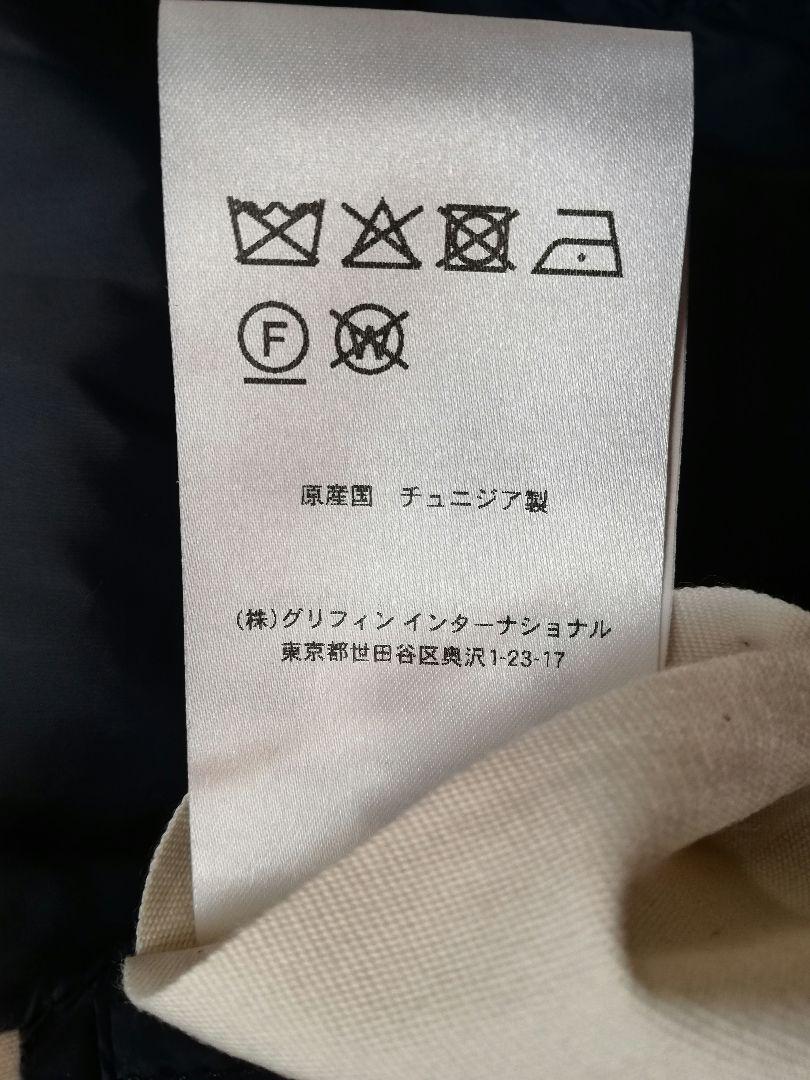 F W
原産国 チュニジア製
(株)グリフィン インターナショナル
東京都世田谷区奥沢1-23-17